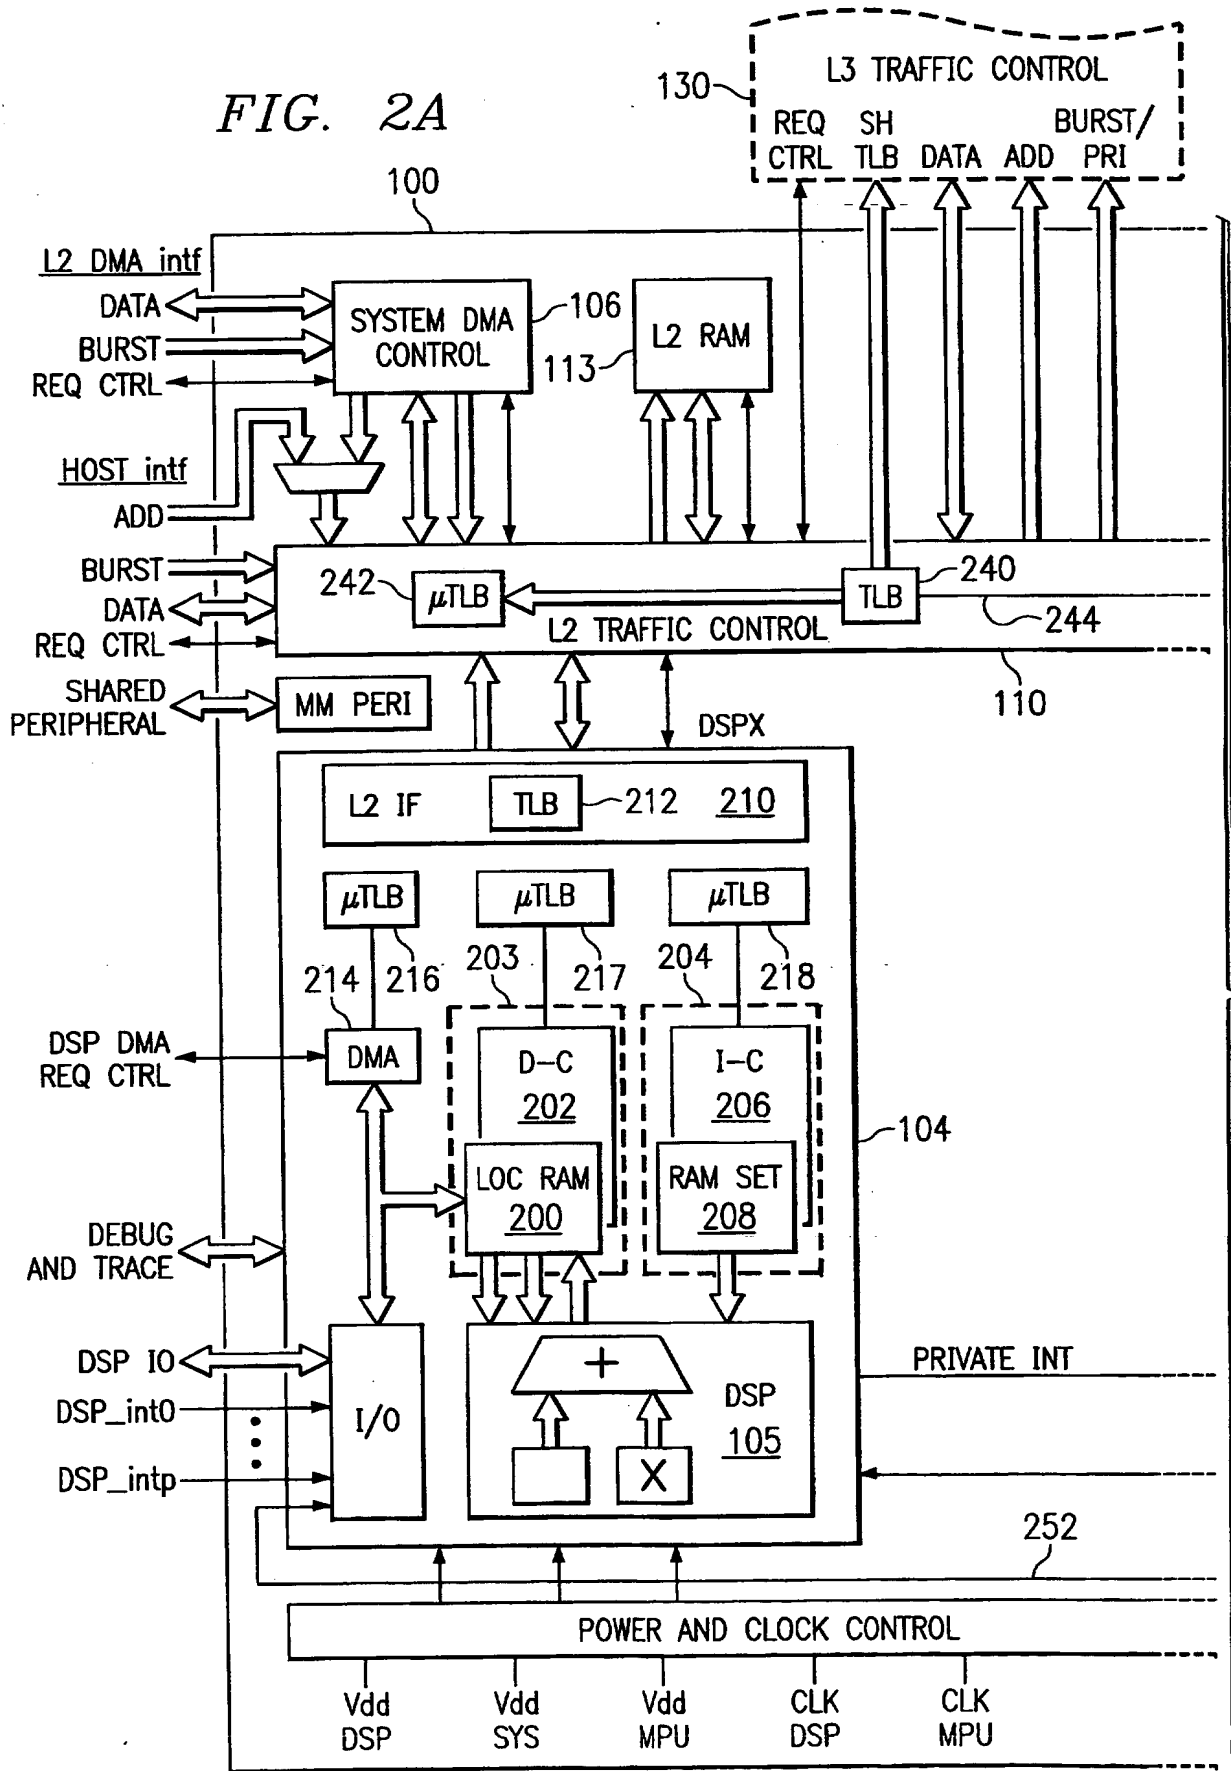 FIG. 2A
L3 TRAFFIC CONTROL
130
REQ CTRL
SH TLB
DATA
ADD
BURST/ PRI
100
L2 DMA intf
DATA
BURST
REQ CTRL
SYSTEM DMA CONTROL
106
L2 RAM
113
HOST intf
ADD
BURST
DATA
REQ CTRL
242
μTLB
TLB
240
244
L2 TRAFFIC CONTROL
110
SHARED PERIPHERAL
MM PERI
DSPX
L2 IF
TLB
212
210
μTLB
μTLB
μTLB
216
217
218
214
203
204
DSP DMA REQ CTRL
DMA
D-C
202
I-C
206
104
LOC RAM
200
RAM SET
208
DEBUG AND TRACE
DSP IO
DSP_int0
DSP_intp
I/O
+
X
DSP
105
PRIVATE INT
252
POWER AND CLOCK CONTROL
Vdd DSP
Vdd SYS
Vdd MPU
CLK DSP
CLK MPU